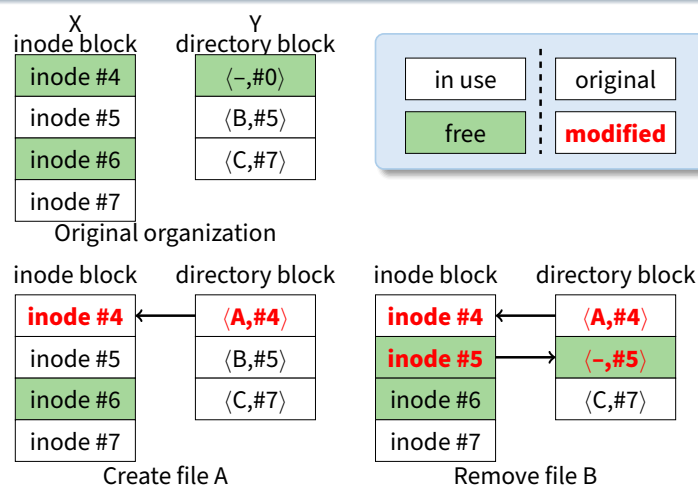 X
inode block
inode #4
inode #5
inode #6
inode #7
Y
directory block
⟨–,#0⟩
⟨B,#5⟩
⟨C,#7⟩
Original organization
in use
original
free
modified
inode block
inode #4
inode #5
inode #6
inode #7
directory block
⟨A,#4⟩
⟨B,#5⟩
⟨C,#7⟩
Create file A
inode block
inode #4
inode #5
inode #6
inode #7
directory block
⟨A,#4⟩
⟨–,#5⟩
⟨C,#7⟩
Remove file B